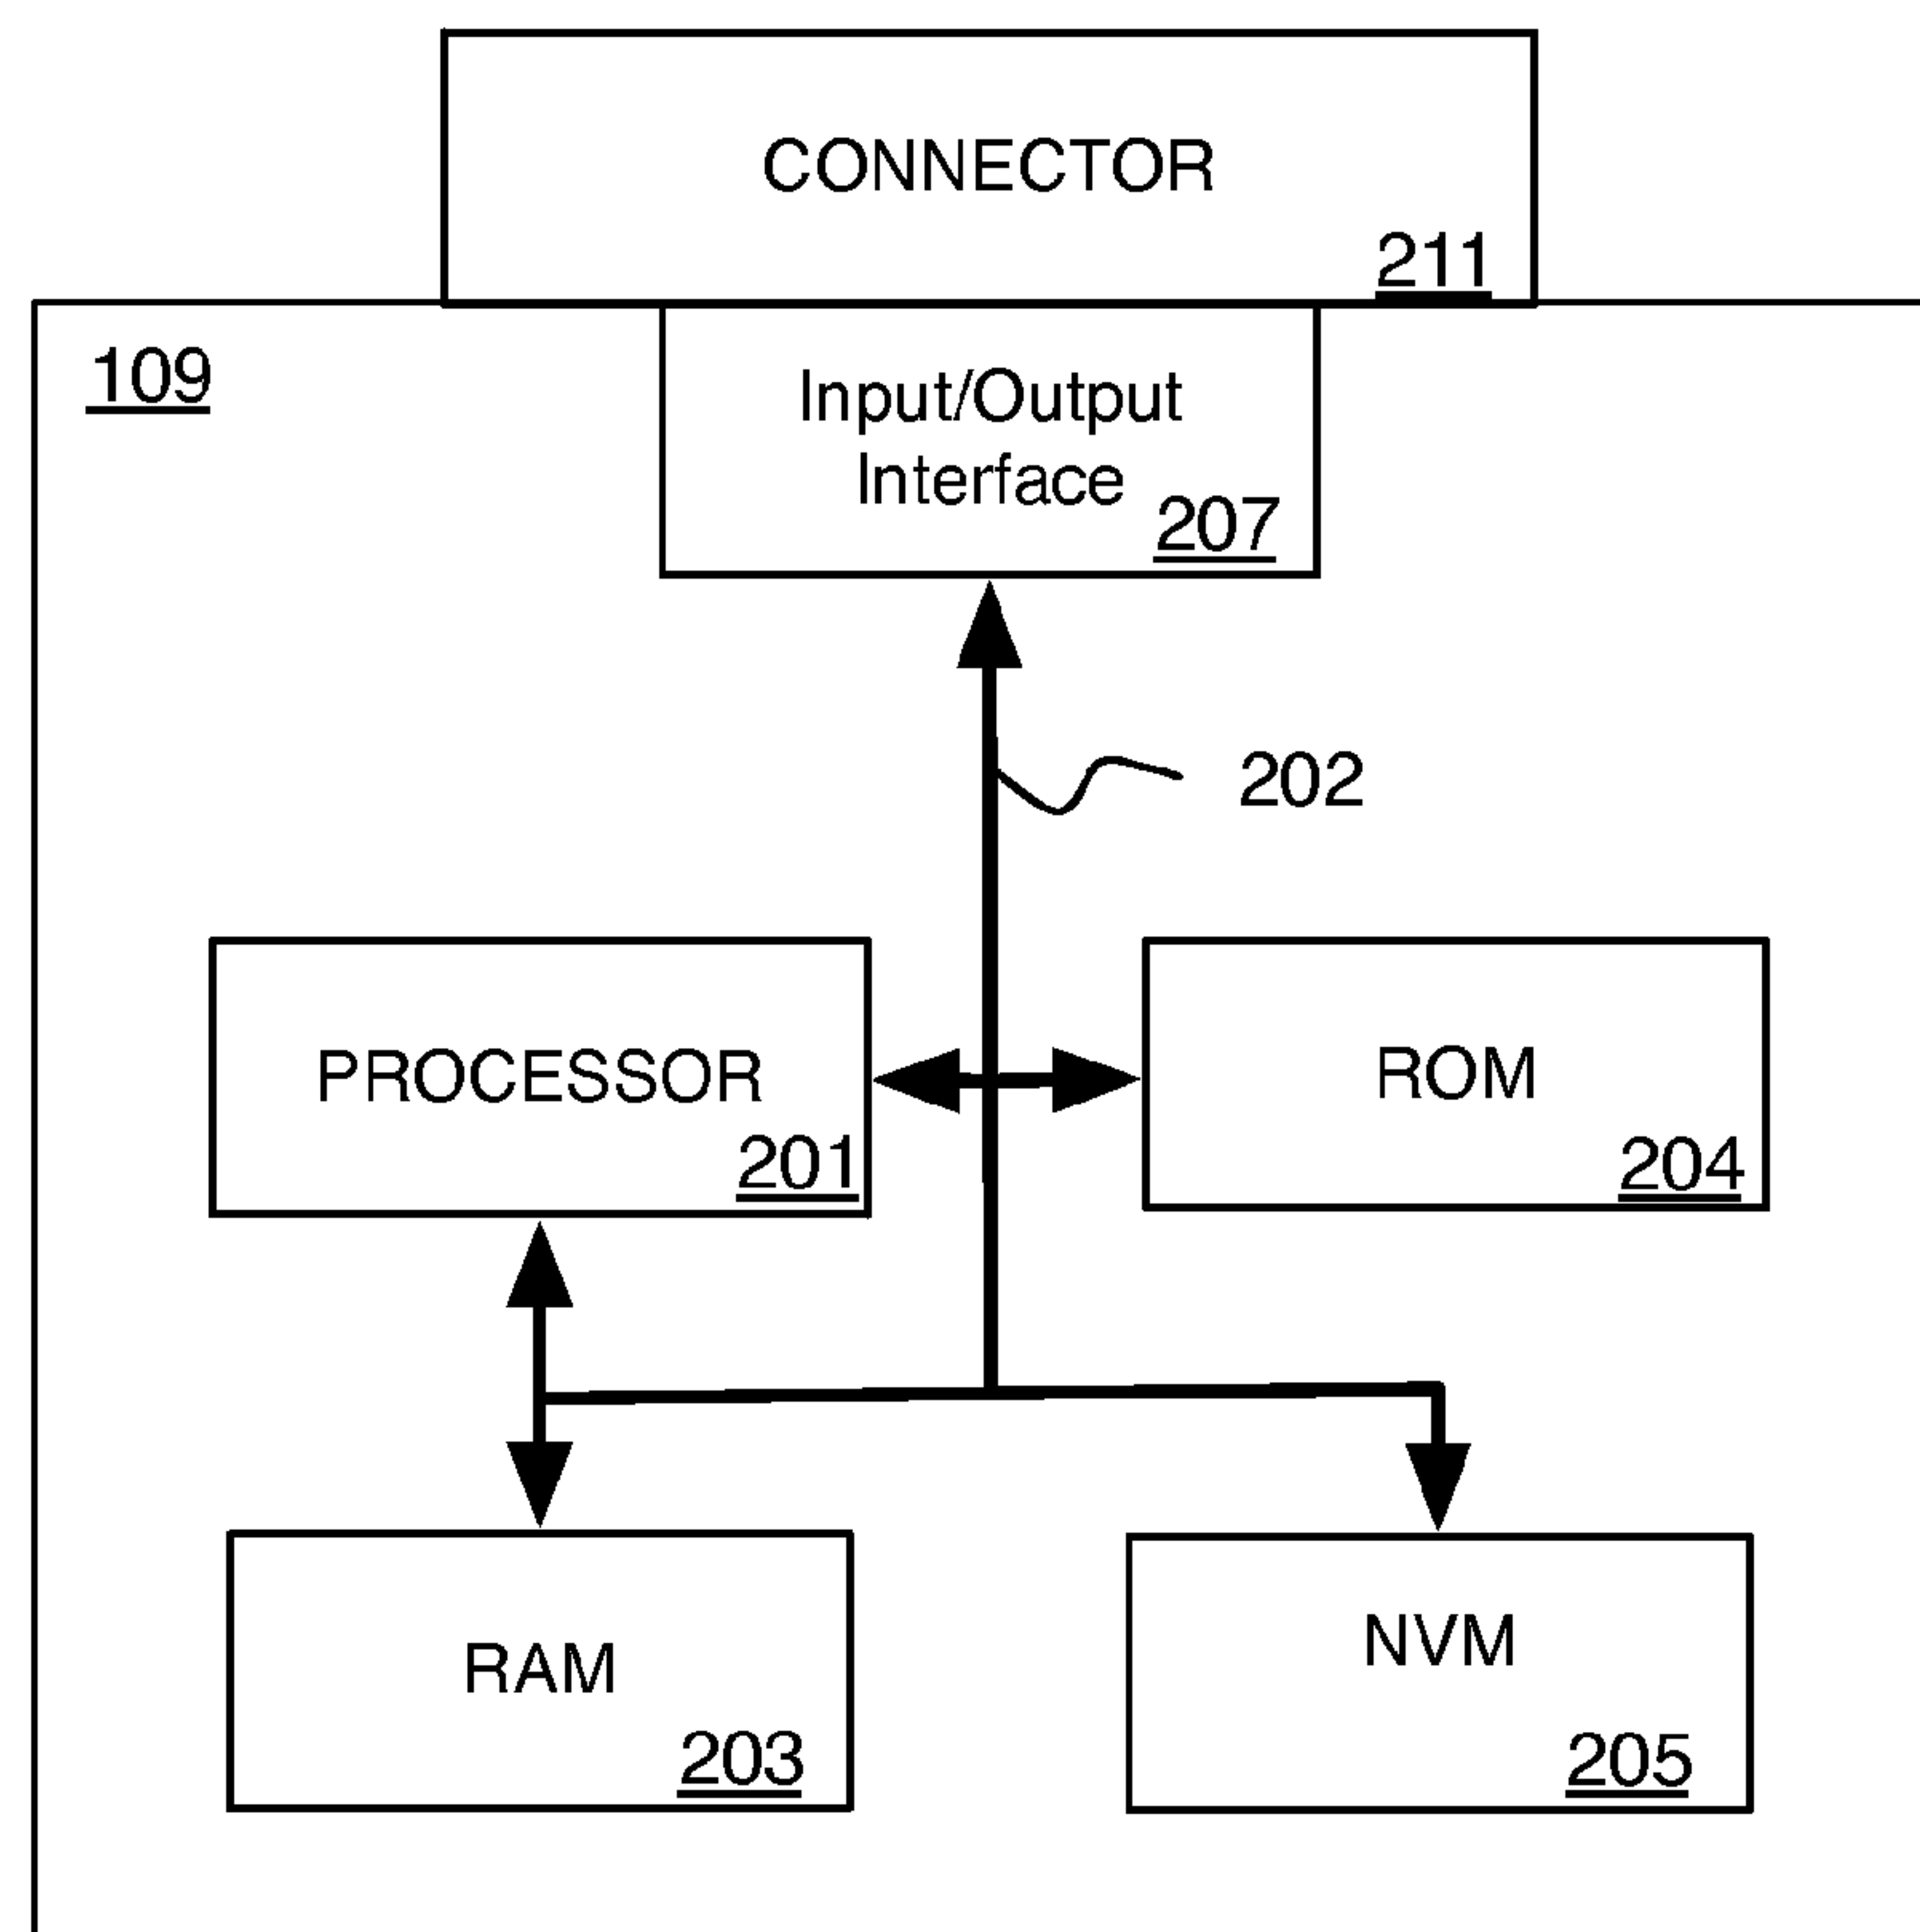 CONNECTOR
211
109
Input/Output
Interface
207
202
PROCESSOR
201
ROM
204
RAM
203
NVM
205